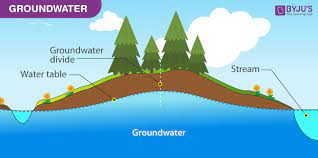 GROUNDWATER
BYJU'S
The Learning App
Groundwater
divide
Water table
Stream
Groundwater